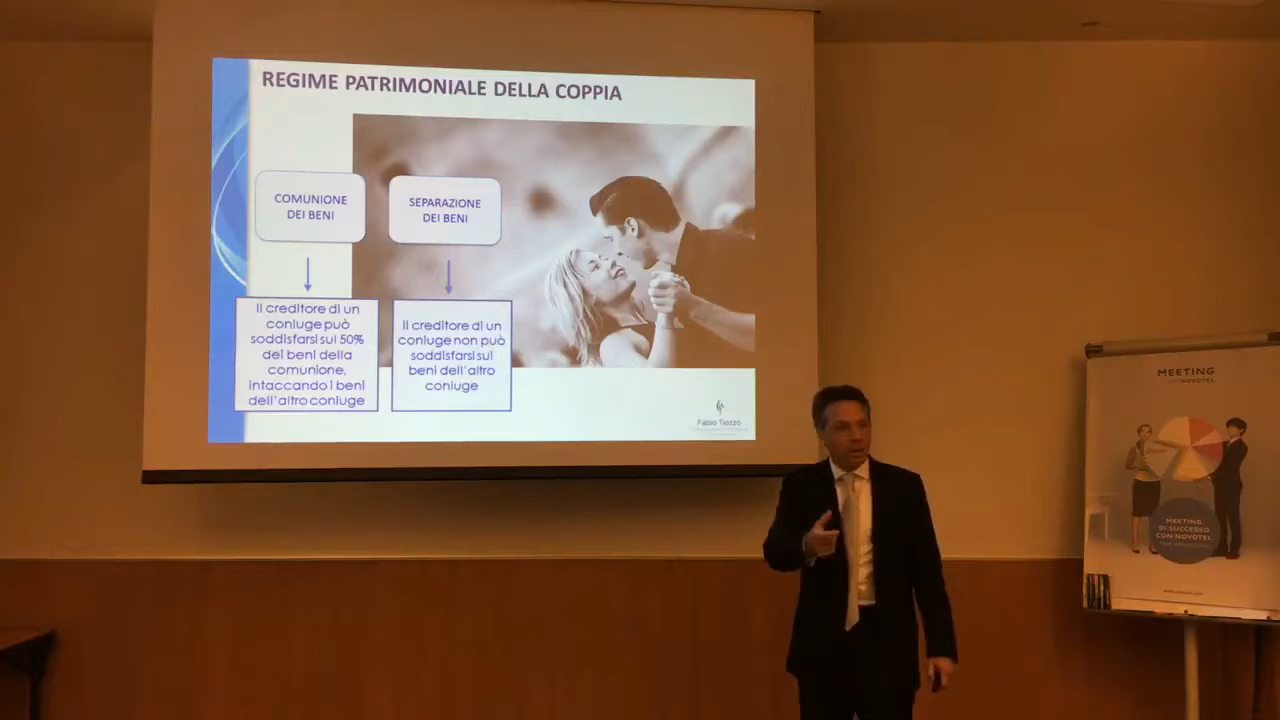 REGIME PATRIMONIALE DELLA COPPIA
COMUNIONE
DEI BENI
SEPARAZIONE
DEI BENI
Il creditore di un
coniuge può
soddisfarsi sul 50%
dei beni della
comunione,
intaccando i beni
dell'altro coniuge
Il creditore di un
coniuge non può
soddisfarsi sui
beni dell'altro
coniuge
Fabio Tiozzo
MEETING
NOVOTEL
MEETING
DI SUCCESSO
CON NOVOTEL